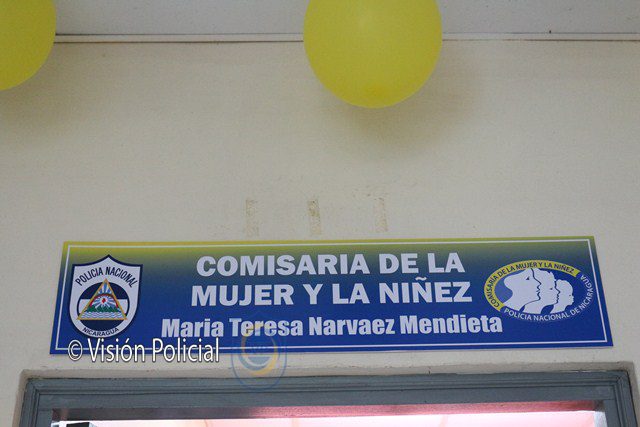 COMISARIA DE LA
MUJER Y LA NIÑEZ
Maria Teresa Narvaez Mendieta
POLICIA NACIONAL
NICARAGUA
COMISARIA DE LA MUJER Y LA NIÑEZ
POLICÍA NACIONAL DE NICARAGUA
© Visión Policial